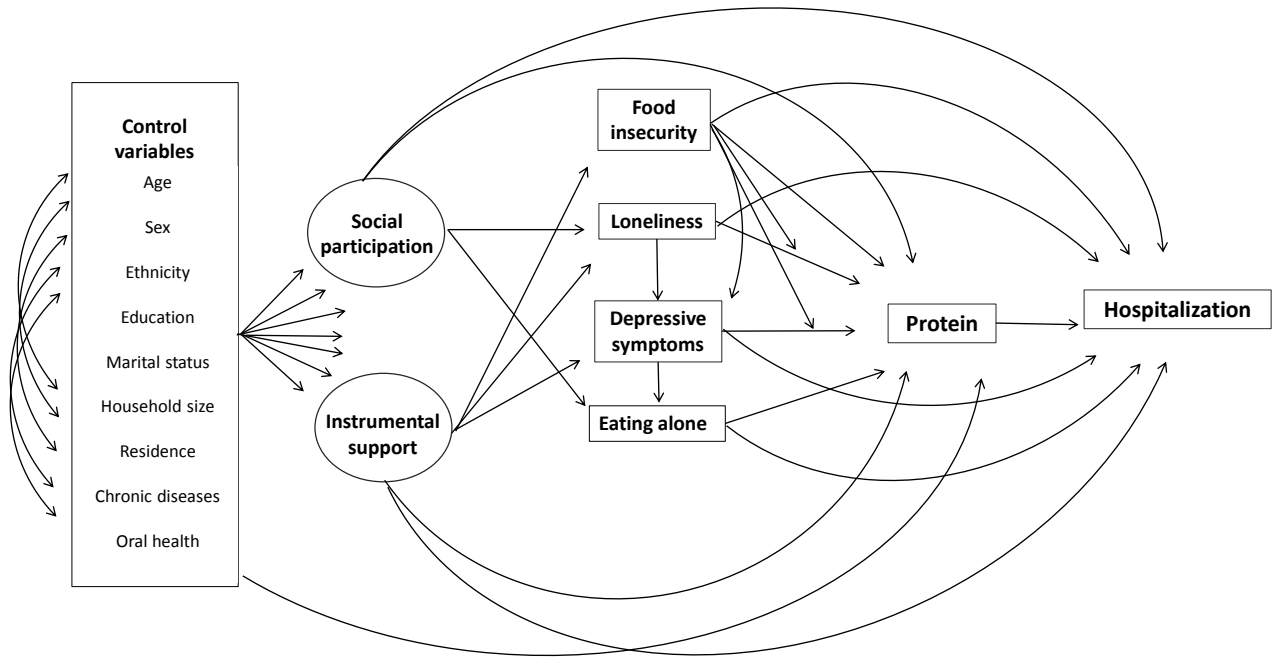 Control
variables
Age
Sex
Ethnicity
Education
Marital status
Household size
Residence
Chronic diseases
Oral health
Social
participation
Instrumental
support
Food
insecurity
Loneliness
Depressive
symptoms
Eating alone
Protein
Hospitalization